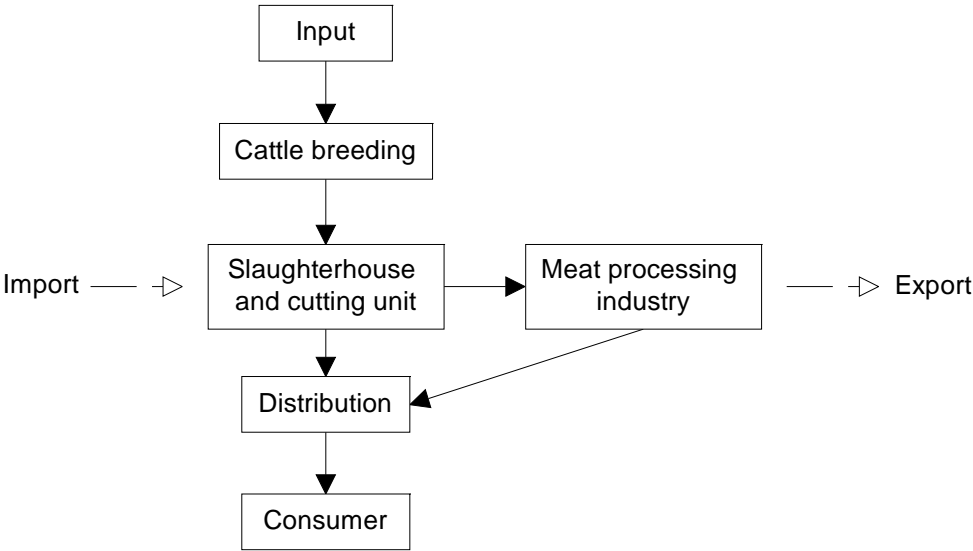 Input
Cattle breeding
Import
Slaughterhouse
and cutting unit
Meat processing
industry
Export
Distribution
Consumer